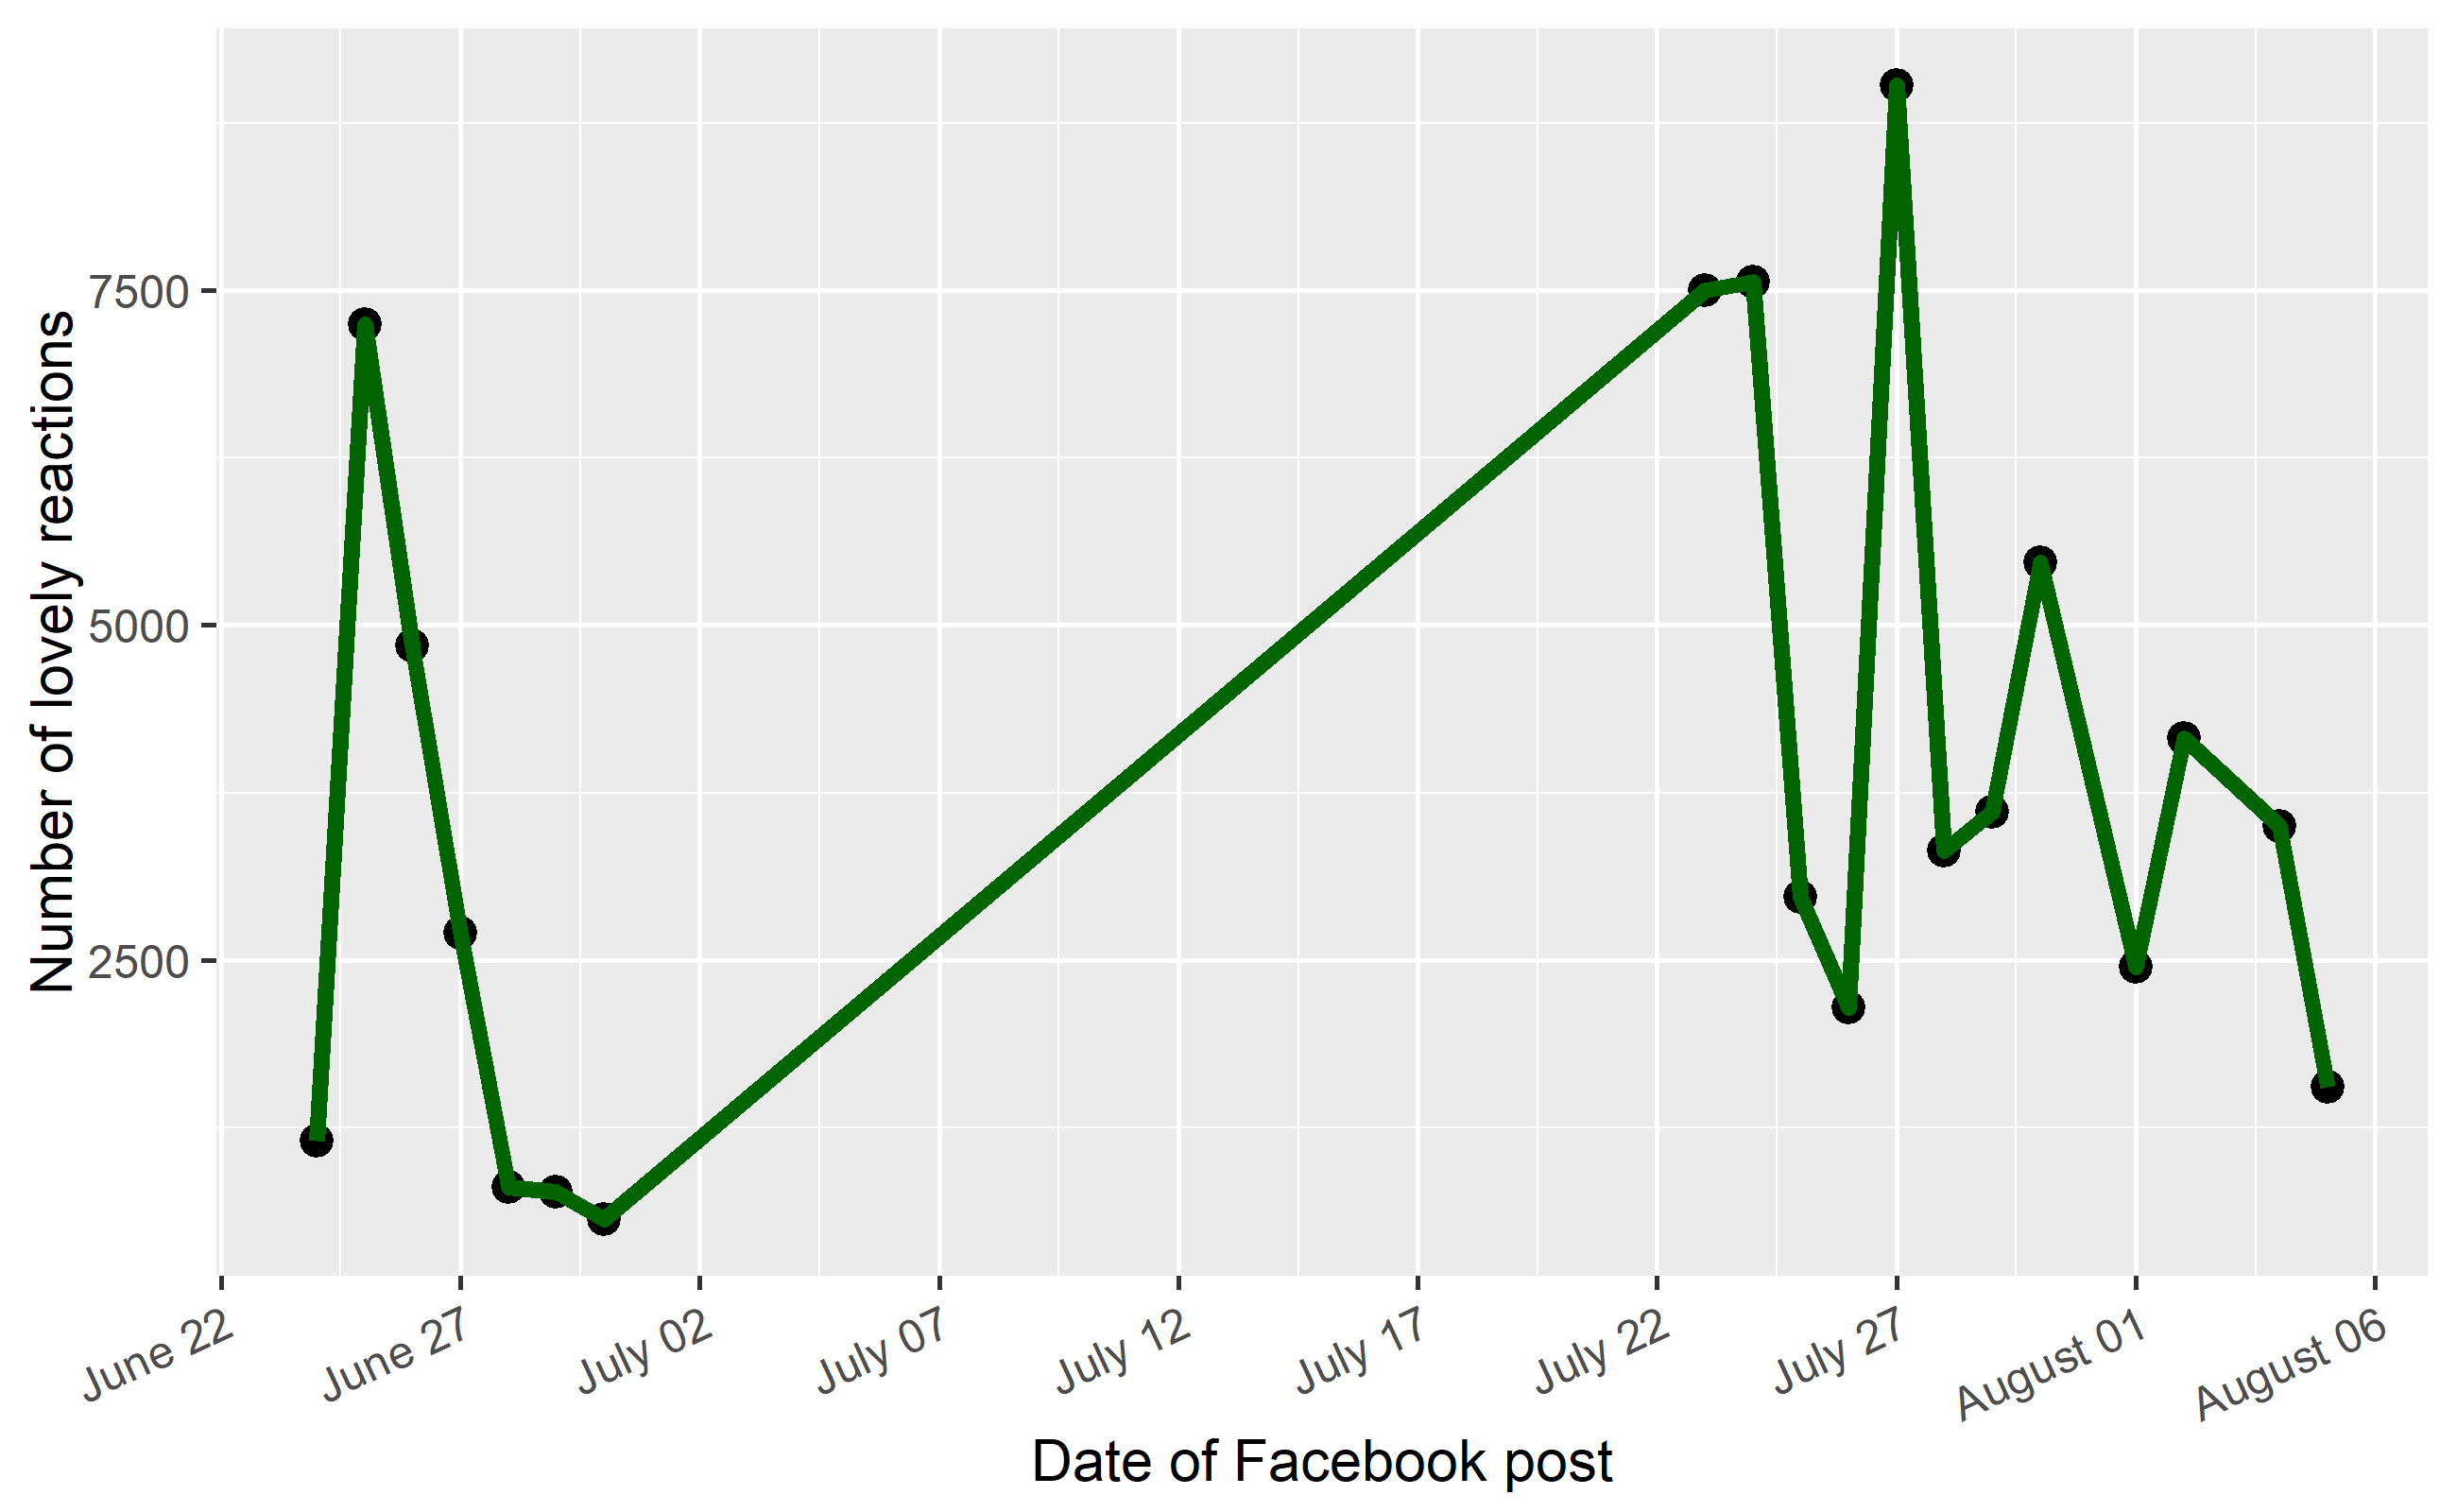 Number of lovely reactions
7500
5000
2500
June 22
June 27
July 02
July 07
July 12
July 17
July 22
July 27
August 01
August 06
Date of Facebook post